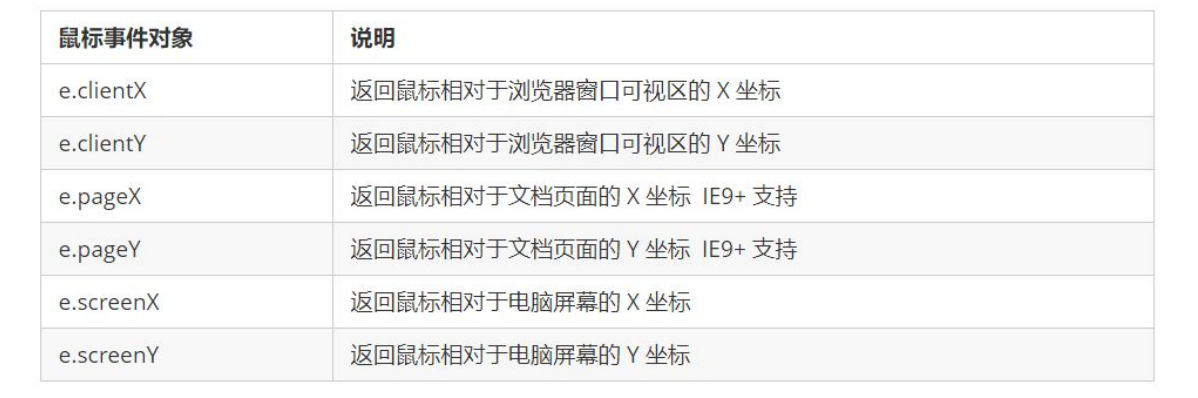 鼠标事件对象 说明
e.clientX 返回鼠标相对于浏览器窗口可视区的 X 坐标
e.clientY 返回鼠标相对于浏览器窗口可视区的 Y 坐标
e.pageX 返回鼠标相对于文档页面的 X 坐标 IE9+ 支持
e.pageY 返回鼠标相对于文档页面的 Y 坐标 IE9+ 支持
e.screenX 返回鼠标相对于电脑屏幕的 X 坐标
e.screenY 返回鼠标相对于电脑屏幕的 Y 坐标